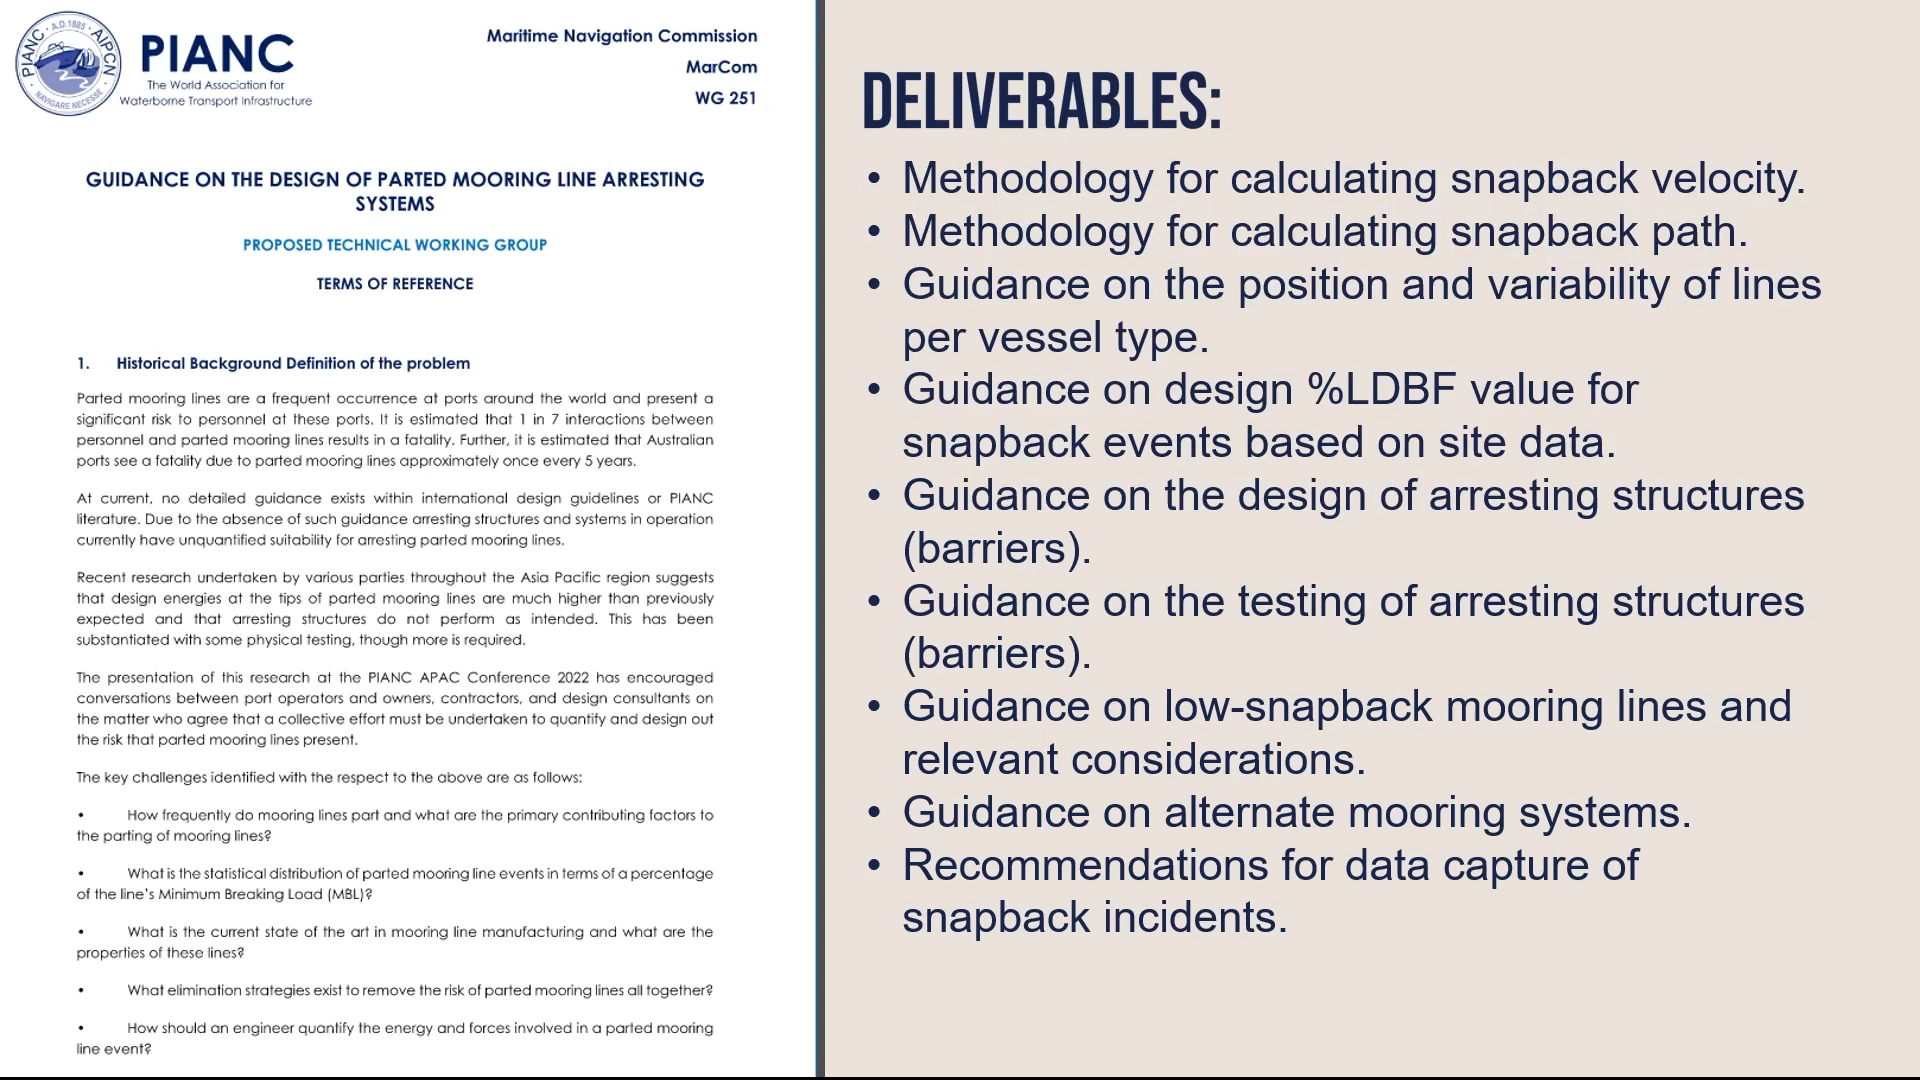 PIANC · A.D.1885 · AIPCN · NAVIGARE NECESSE
PIANC
The World Association for
Waterborne Transport Infrastructure
Maritime Navigation Commission
MarCom
WG 251
GUIDANCE ON THE DESIGN OF PARTED MOORING LINE ARRESTING
SYSTEMS
PROPOSED TECHNICAL WORKING GROUP
TERMS OF REFERENCE
1. Historical Background Definition of the problem
Parted mooring lines are a frequent occurrence at ports around the world and present a
significant risk to personnel at these ports. It is estimated that 1 in 7 interactions between
personnel and parted mooring lines results in a fatality. Further, it is estimated that Australian
ports see a fatality due to parted mooring lines approximately once every 5 years.
At current, no detailed guidance exists within international design guidelines or PIANC
literature. Due to the absence of such guidance arresting structures and systems in operation
currently have unquantified suitability for arresting parted mooring lines.
Recent research undertaken by various parties throughout the Asia Pacific region suggests
that design energies at the tips of parted mooring lines are much higher than previously
expected and that arresting structures do not perform as intended. This has been
substantiated with some physical testing, though more is required.
The presentation of this research at the PIANC APAC Conference 2022 has encouraged
conversations between port operators and owners, contractors, and design consultants on
the matter who agree that a collective effort must be undertaken to quantify and design out
the risk that parted mooring lines present.
The key challenges identified with the respect to the above are as follows:
• How frequently do mooring lines part and what are the primary contributing factors to
the parting of mooring lines?
• What is the statistical distribution of parted mooring line events in terms of a percentage
of the line's Minimum Breaking Load (MBL)?
• What is the current state of the art in mooring line manufacturing and what are the
properties of these lines?
• What elimination strategies exist to remove the risk of parted mooring lines all together?
• How should an engineer quantify the energy and forces involved in a parted mooring
line event?
DELIVERABLES:
• Methodology for calculating snapback velocity.
• Methodology for calculating snapback path.
• Guidance on the position and variability of lines
per vessel type.
• Guidance on design %LDBF value for
snapback events based on site data.
• Guidance on the design of arresting structures
(barriers).
• Guidance on the testing of arresting structures
(barriers).
• Guidance on low-snapback mooring lines and
relevant considerations.
• Guidance on alternate mooring systems.
• Recommendations for data capture of
snapback incidents.